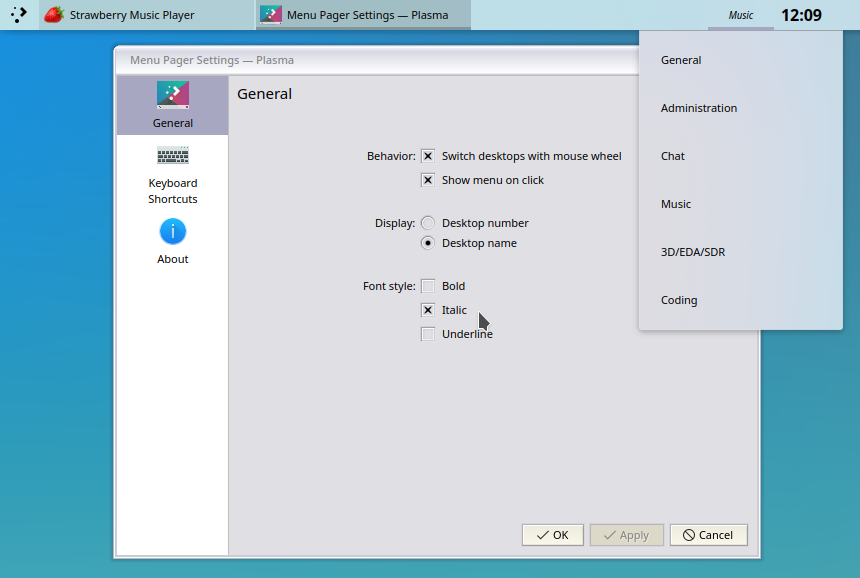 Strawberry Music Player
Menu Pager Settings — Plasma
Music
12:09
Menu Pager Settings — Plasma
General
Keyboard
Shortcuts
About
General
Behavior:
Switch desktops with mouse wheel
Show menu on click
Display:
Desktop number
Desktop name
Font style:
Bold
Italic
Underline
OK
Apply
Cancel
General
Administration
Chat
Music
3D/EDA/SDR
Coding